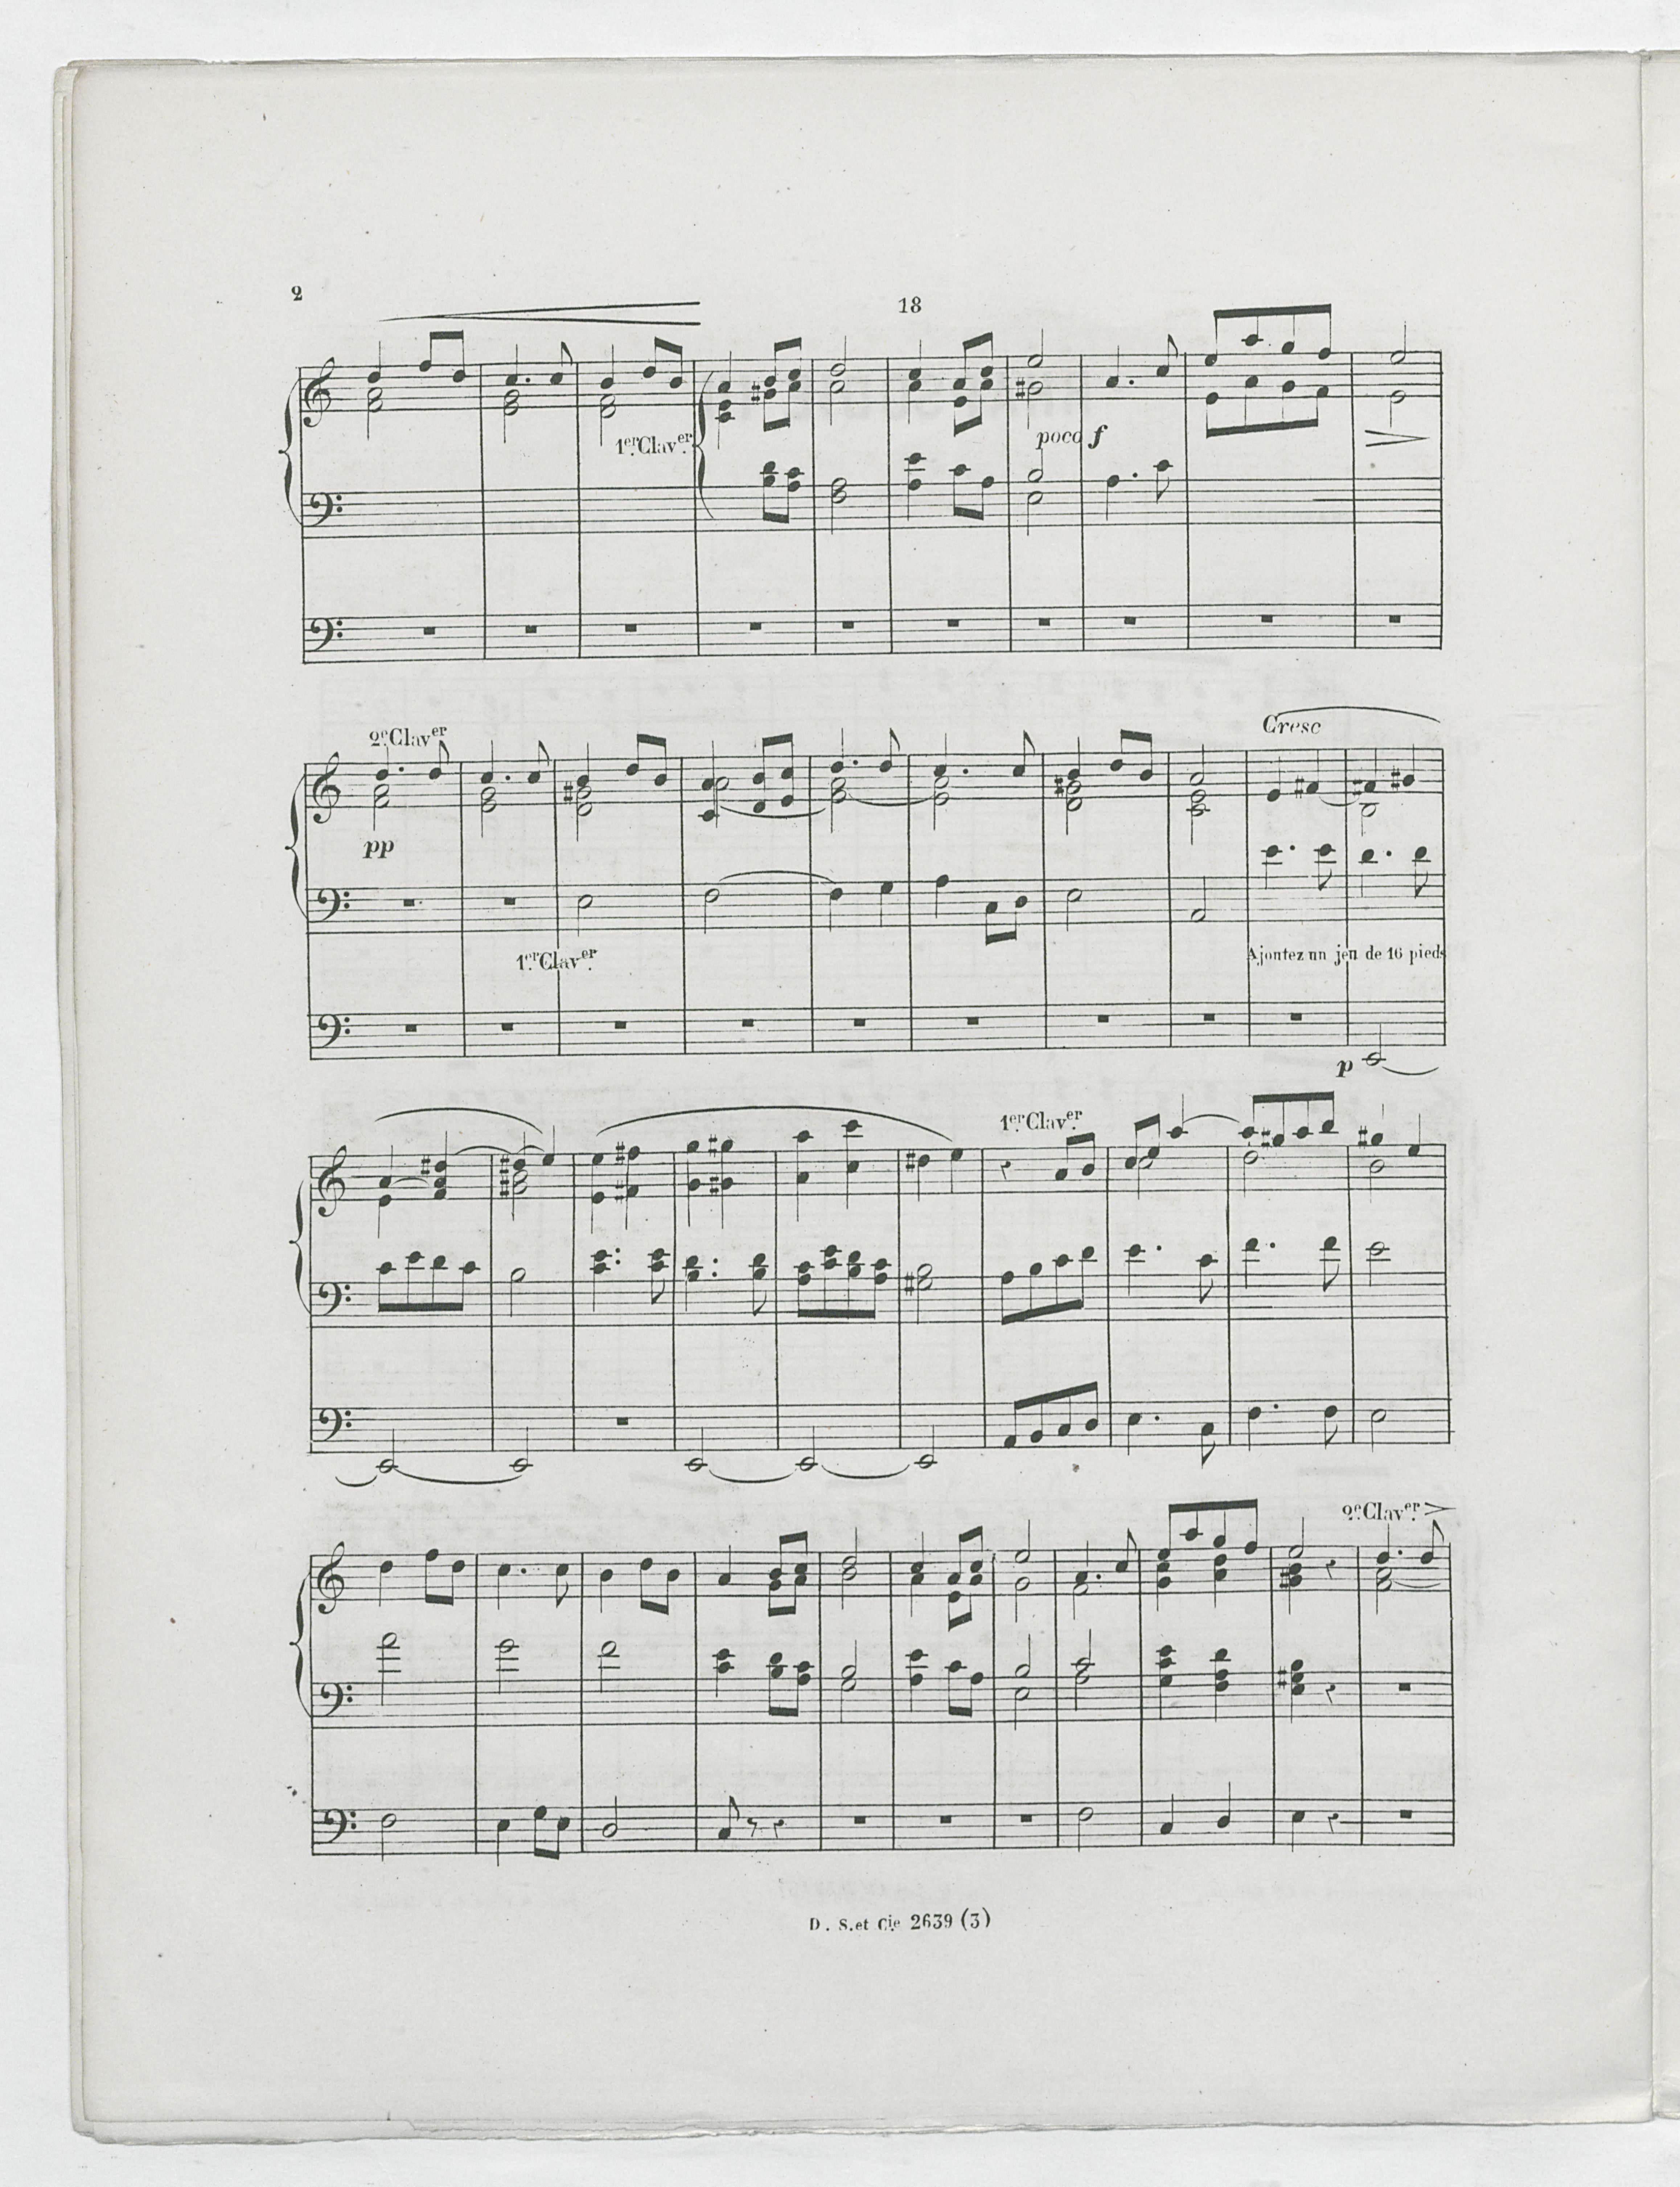 2
18
1er. Claver.
poco f
2e. Claver
Cresc
pp
1er. Claver.
Ajoutez un jeu de 16 pieds
p
1er. Claver.
2e. Claver.
D. S. et Cie 2639 (3)